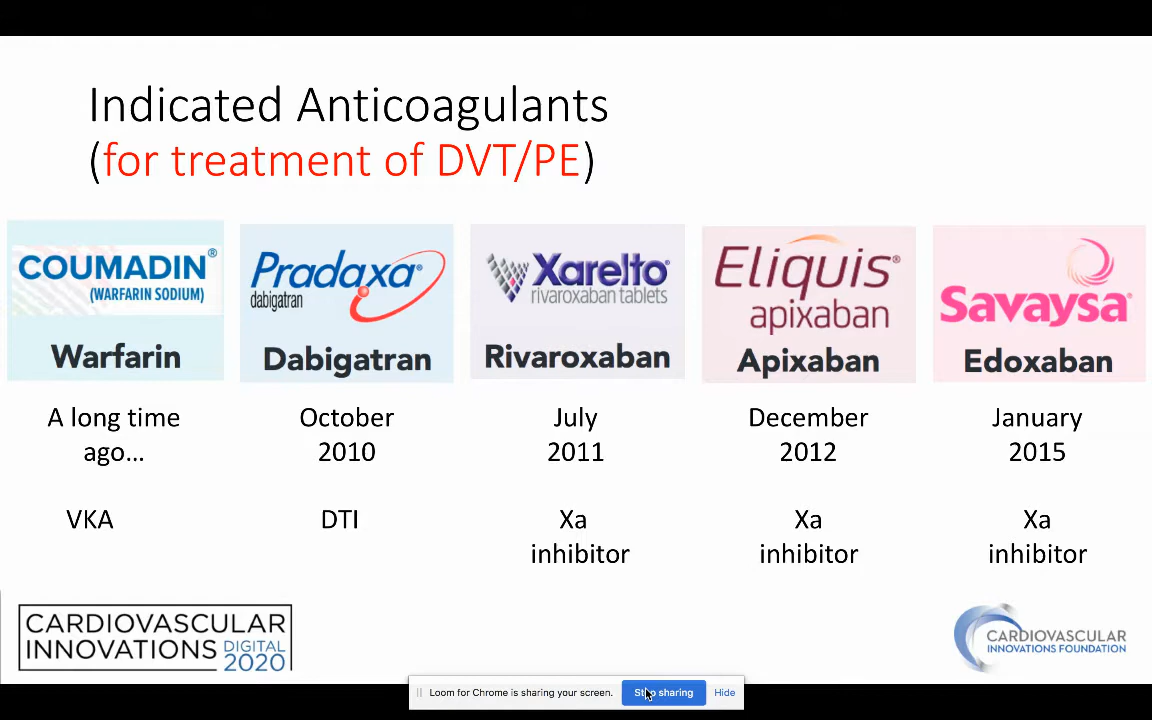 Indicated Anticoagulants
(for treatment of DVT/PE)
COUMADIN®
(WARFARIN SODIUM)
Warfarin
Pradaxa®
dabigatran
Dabigatran
Xarelto®
rivaroxaban tablets
Rivaroxaban
Eliquis®
apixaban
Apixaban
Savaysa®
Edoxaban
A long time
ago...
October
2010
July
2011
December
2012
January
2015
VKA
DTI
Xa
inhibitor
Xa
inhibitor
Xa
inhibitor
CARDIOVASCULAR
INNOVATIONS DIGITAL
2020
CARDIOVASCULAR
INNOVATIONS FOUNDATION
Loom for Chrome is sharing your screen.
Stop sharing
Hide